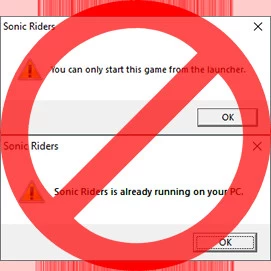 Sonic Riders
You can only start this game from the launcher.
OK
Sonic Riders
Sonic Riders is already running on your PC.
OK